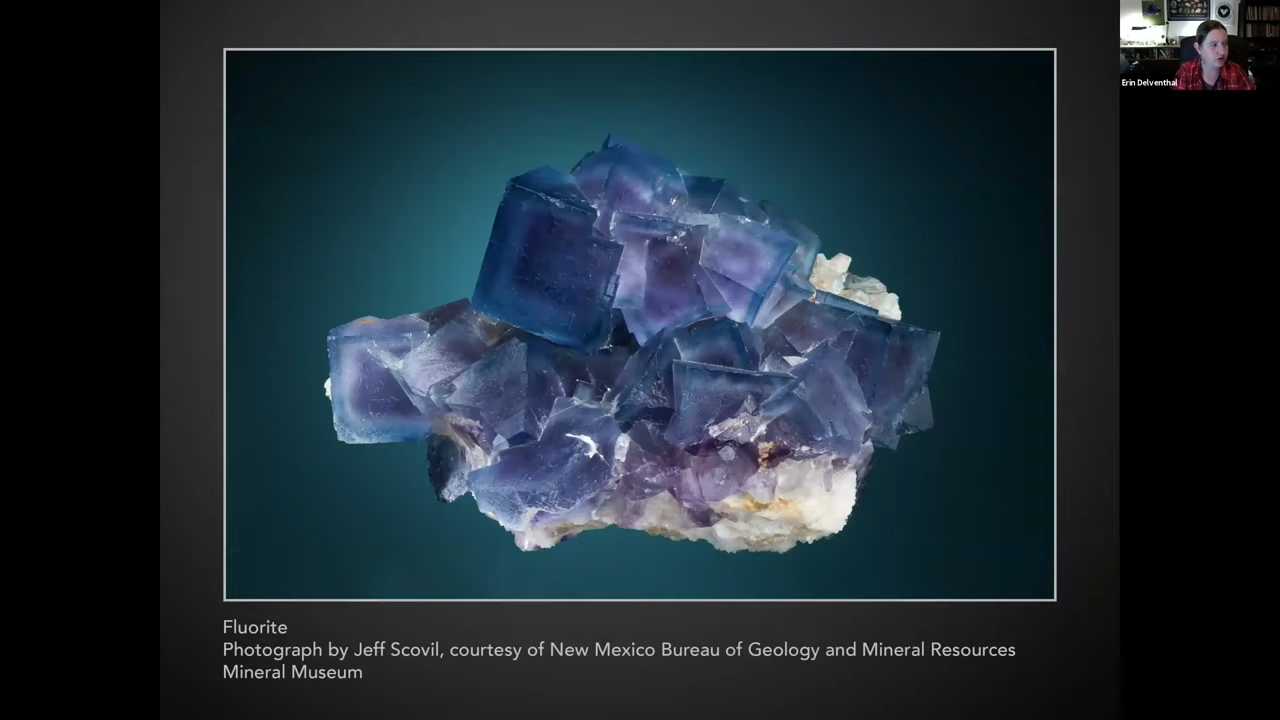 Erin Delventhal
Fluorite
Photograph by Jeff Scovil, courtesy of New Mexico Bureau of Geology and Mineral Resources
Mineral Museum